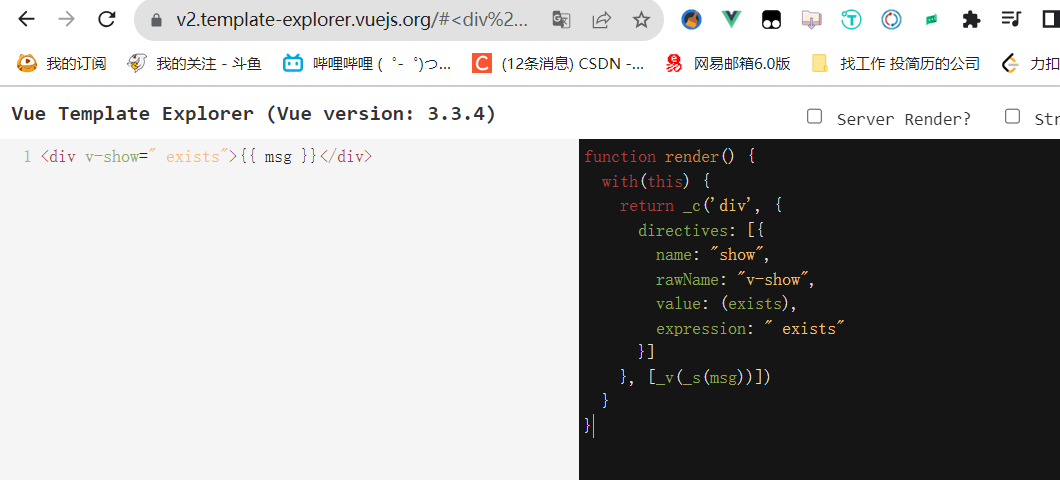 v2.template-explorer.vuejs.org/#<div%2...
我的订阅 我的关注 - 斗鱼 哔哩哔哩 (゜-゜)つ... C (12条消息) CSDN -... 网易邮箱6.0版 找工作 投简历的公司 力扣
Vue Template Explorer (Vue version: 3.3.4) Server Render? Str
1 <div v-show=" exists">{{ msg }}</div>
function render() {
  with(this) {
    return _c('div', {
      directives: [{
        name: "show",
        rawName: "v-show",
        value: (exists),
        expression: " exists"
      }]
    }, [_v(_s(msg))])
  }
}